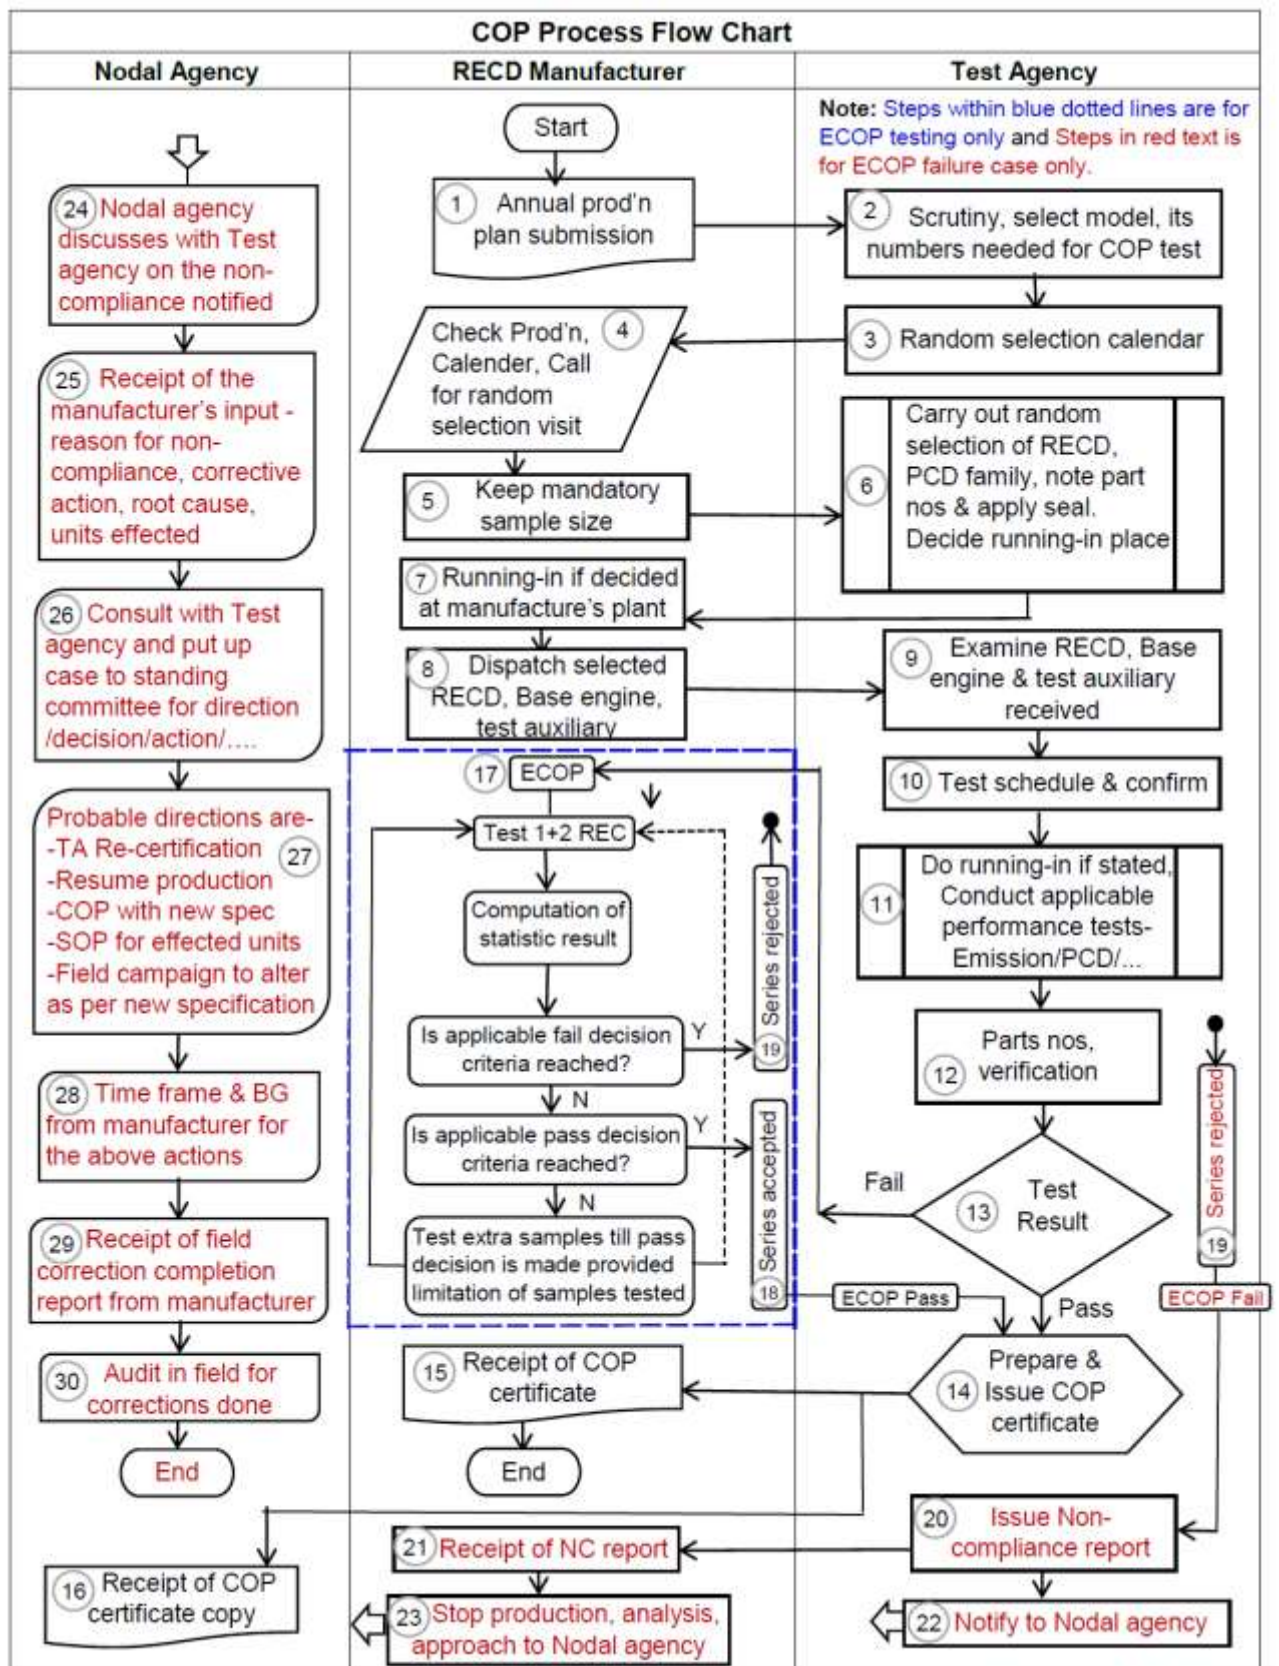 COP Process Flow Chart
Nodal Agency
RECD Manufacturer
Test Agency
24 Nodal agency
discusses with Test
agency on the non-
compliance notified
25 Receipt of the
manufacturer's input -
reason for non-
compliance, corrective
action, root cause,
units effected
26 Consult with Test
agency and put up
case to standing
committee for direction
/decision/action/....
Probable directions are-
-TA Re-certification
27
-Resume production
-COP with new spec
-SOP for effected units
-Field campaign to alter
as per new specification
28 Time frame & BG
from manufacturer for
the above actions
29 Receipt of field
correction completion
report from manufacturer
30 Audit in field for
corrections done
End
16 Receipt of COP
certificate copy
Start
1 Annual prod'n
plan submission
Check Prod'n, 4
Calender, Call
for random
selection visit
5 Keep mandatory
sample size
7 Running-in if decided
at manufacture's plant
8 Dispatch selected
RECD, Base engine,
test auxiliary
17 ECOP
Test 1+2 REC
Computation of
statistic result
Is applicable fail decision
criteria reached?
Y
N
Series rejected
19
Is applicable pass decision
criteria reached?
Y
N
Series accepted
18
Test extra samples till pass
decision is made provided
limitation of samples tested
15 Receipt of COP
certificate
End
21 Receipt of NC report
23 Stop production, analysis,
approach to Nodal agency
Note: Steps within blue dotted lines are for
ECOP testing only and Steps in red text is
for ECOP failure case only.
2 Scrutiny, select model, its
numbers needed for COP test
3 Random selection calendar
Carry out random
selection of RECD,
6 PCD family, note part
nos & apply seal.
Decide running-in place
9 Examine RECD, Base
engine & test auxiliary
received
10 Test schedule & confirm
Do running-in if stated,
11 Conduct applicable
performance tests-
Emission/PCD/...
Parts nos,
12 verification
Fail
13 Test
Result
Pass
Series rejected
19
ECOP Pass
ECOP Fail
Prepare &
14 Issue COP
certificate
20 Issue Non-
compliance report
22 Notify to Nodal agency